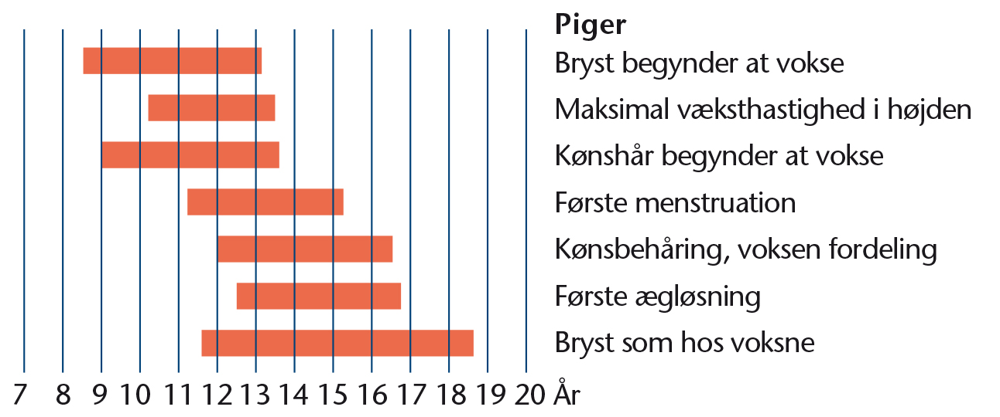 Piger
Bryst begynder at vokse
Maksimal væksthastighed i højden
Kønshår begynder at vokse
Første menstruation
Kønsbehåring, voksen fordeling
Første ægløsning
Bryst som hos voksne
7 8 9 10 11 12 13 14 15 16 17 18 19 20 År